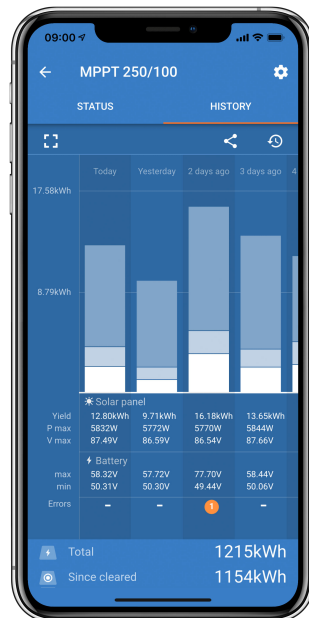 09:00
MPPT 250/100
STATUS HISTORY
Today Yesterday 2 days ago 3 days ago 4
17.58kWh
8.79kWh
Solar panel
Yield 12.80kWh 9.71kWh 16.18kWh 13.65kWh
P max 5832W 5772W 5770W 5844W
V max 87.49V 86.59V 86.54V 87.66V
Battery
max 58.32V 57.72V 77.70V 58.44V
min 50.31V 50.30V 49.44V 50.06V
Errors - - 1 -
Total 1215kWh
Since cleared 1154kWh